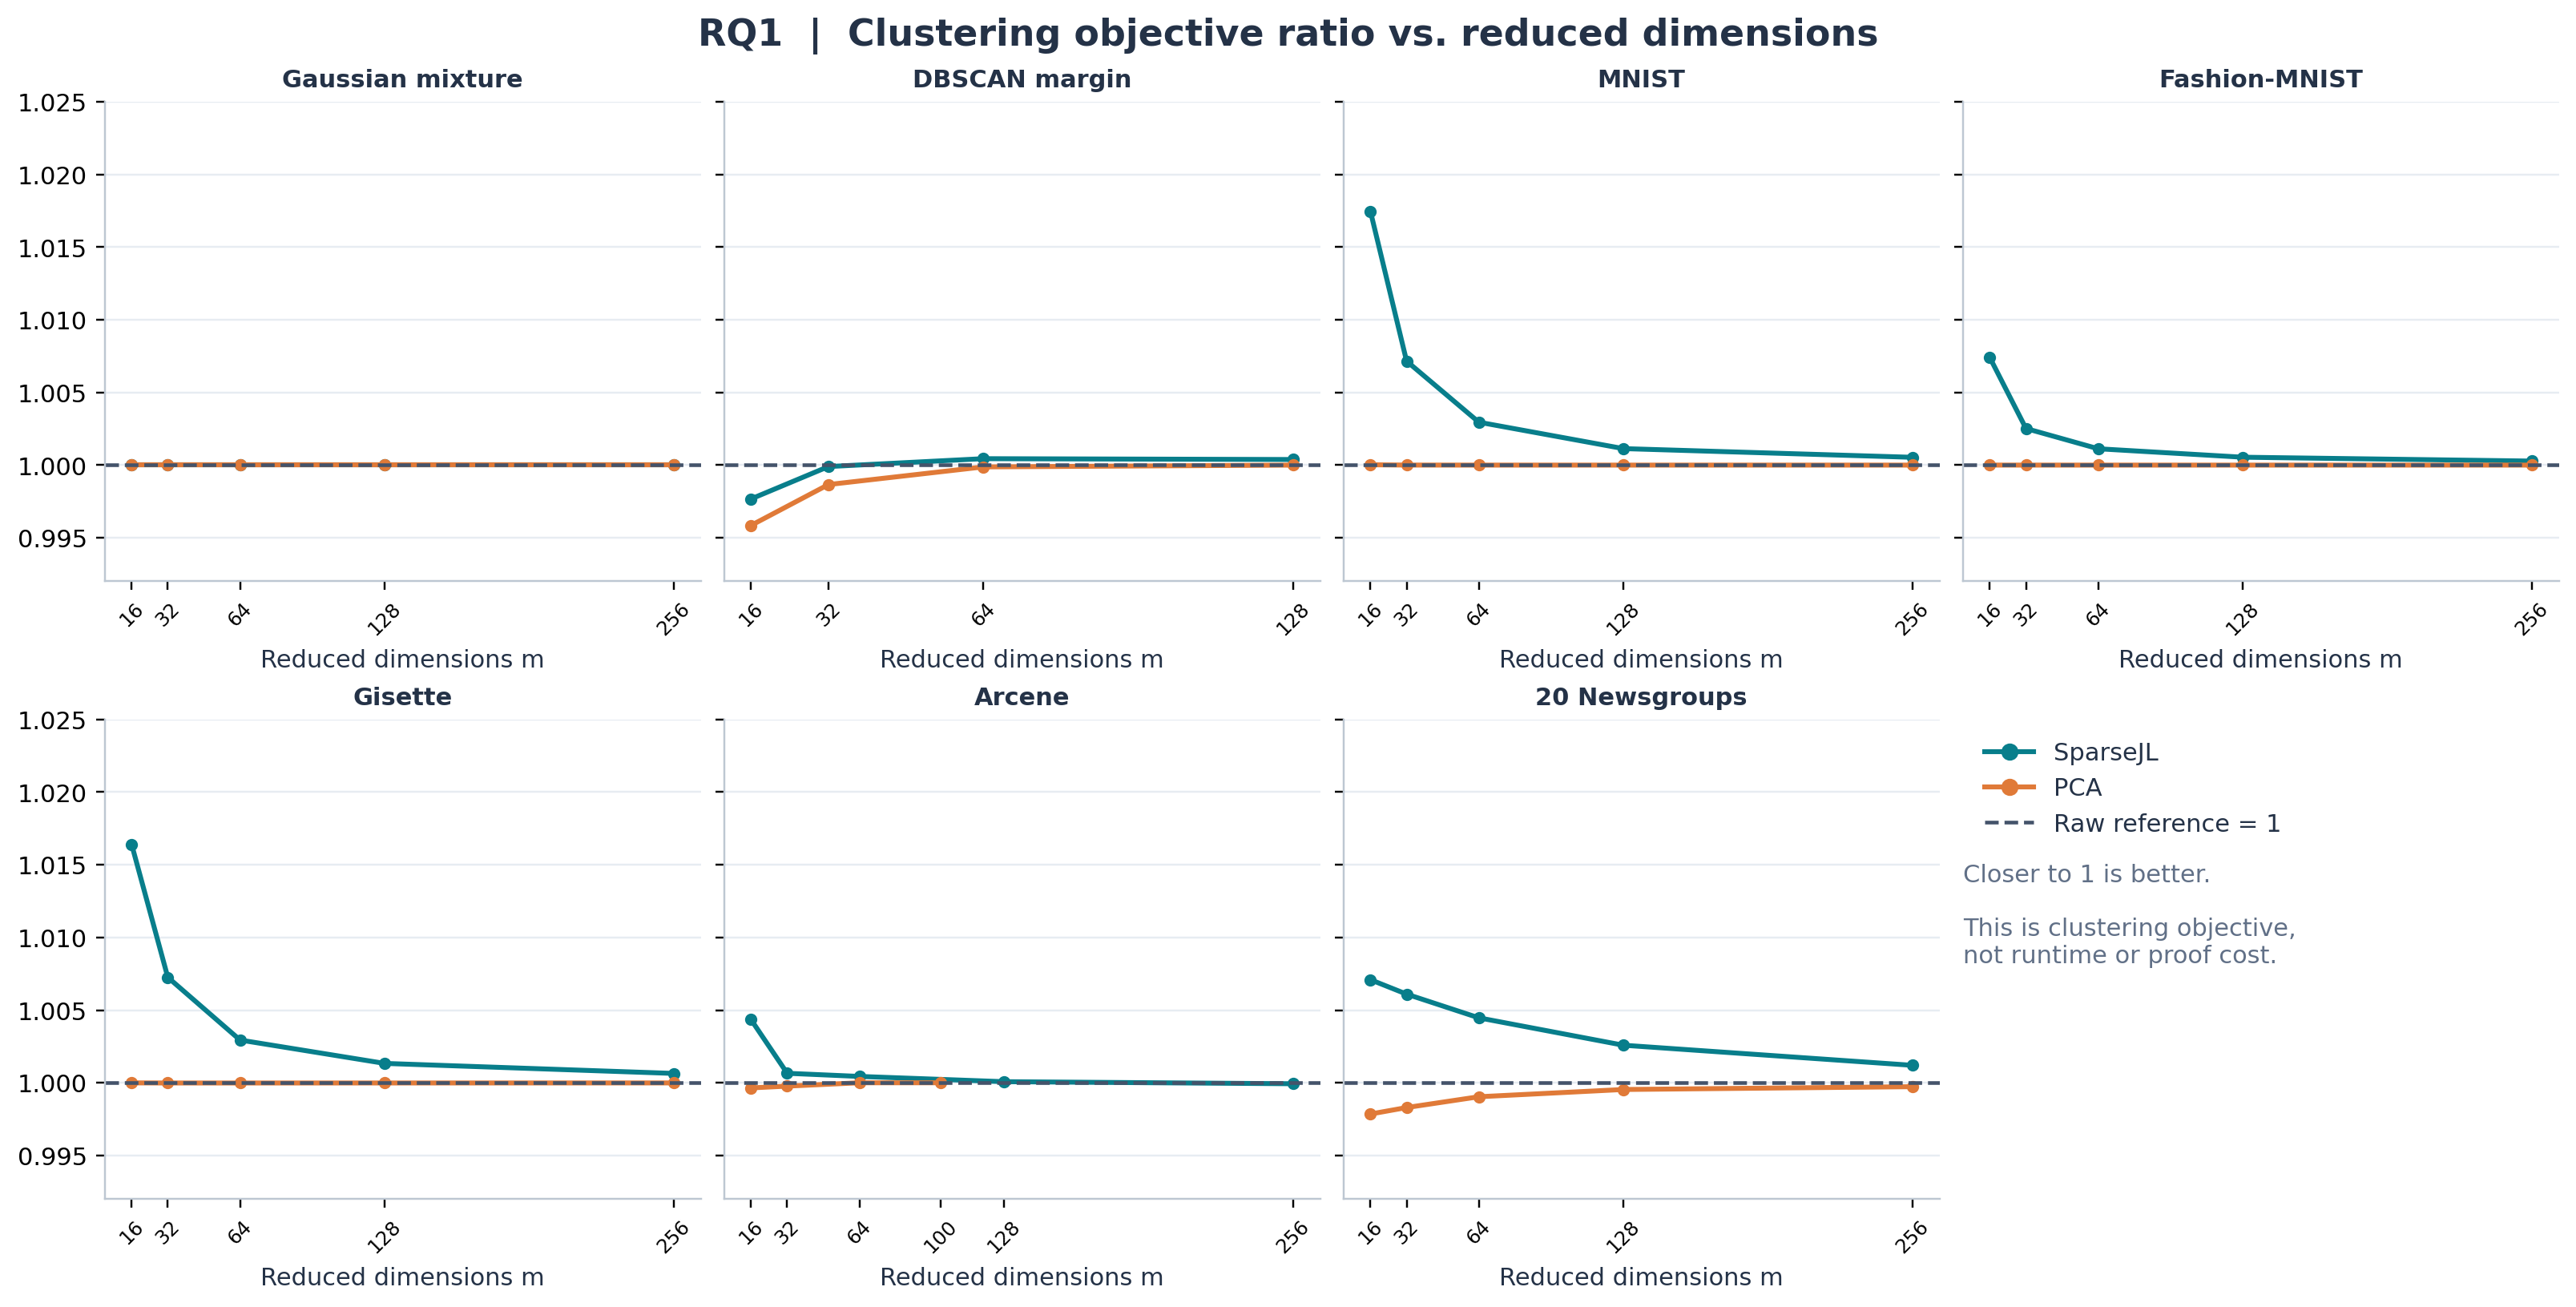 RQ1 | Clustering objective ratio vs. reduced dimensions
Gaussian mixture
1.025
1.020
1.015
1.010
1.005
1.000
0.995
16 32 64 128 256
Reduced dimensions m
DBSCAN margin
16 32 64 128
Reduced dimensions m
MNIST
16 32 64 128 256
Reduced dimensions m
Fashion-MNIST
16 32 64 128 256
Reduced dimensions m
Gisette
1.025
1.020
1.015
1.010
1.005
1.000
0.995
16 32 64 128 256
Reduced dimensions m
Arcene
16 32 64 100 128 256
Reduced dimensions m
20 Newsgroups
16 32 64 128 256
Reduced dimensions m
SparseJL
PCA
Raw reference = 1
Closer to 1 is better.
This is clustering objective,
not runtime or proof cost.